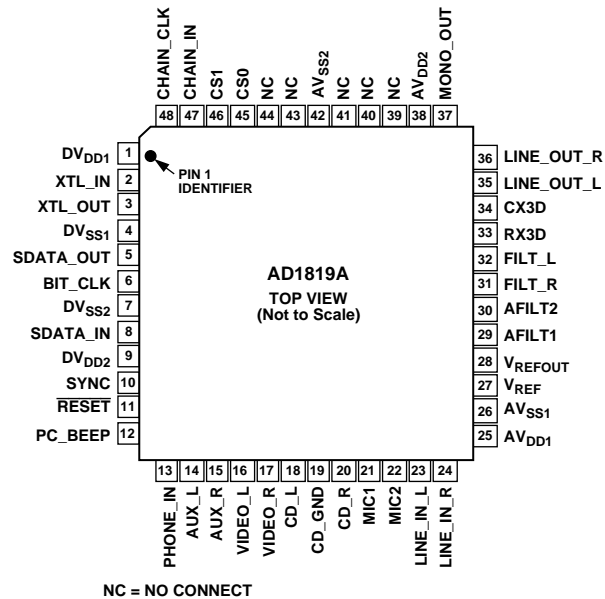 CHAIN_CLK
CHAIN_IN
CS1
CS0
NC
NC
AVSS2
NC
NC
NC
AVDD2
MONO_OUT
48 47 46 45 44 43 42 41 40 39 38 37
DVDD1 1
XTL_IN 2
XTL_OUT 3
DVSS1 4
SDATA_OUT 5
BIT_CLK 6
DVSS2 7
SDATA_IN 8
DVDD2 9
SYNC 10
RESET 11
PC_BEEP 12
PIN 1
IDENTIFIER
AD1819A
TOP VIEW
(Not to Scale)
36 LINE_OUT_R
35 LINE_OUT_L
34 CX3D
33 RX3D
32 FILT_L
31 FILT_R
30 AFILT2
29 AFILT1
28 VREFOUT
27 VREF
26 AVSS1
25 AVDD1
13 14 15 16 17 18 19 20 21 22 23 24
PHONE_IN
AUX_L
AUX_R
VIDEO_L
VIDEO_R
CD_L
CD_GND
CD_R
MIC1
MIC2
LINE_IN_L
LINE_IN_R
NC = NO CONNECT